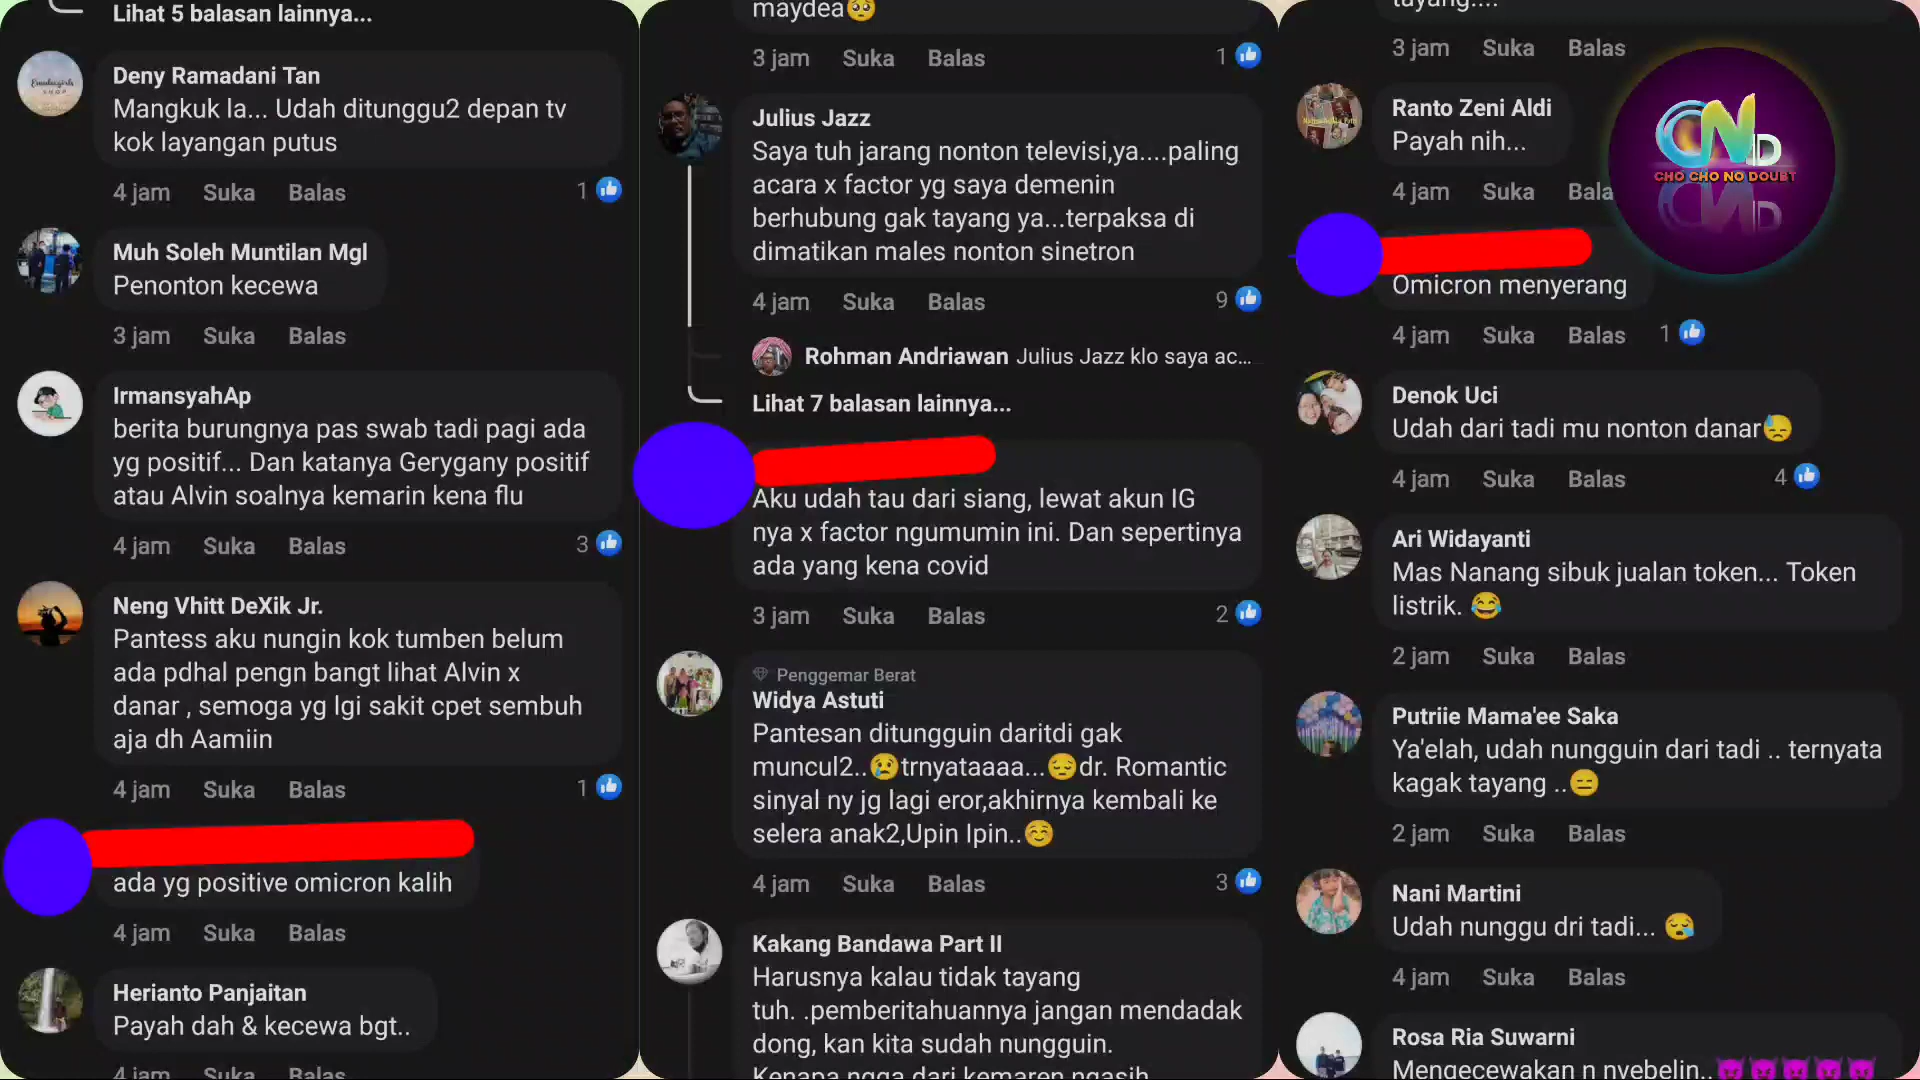 Lihat 5 balasan lainnya...
Deny Ramadani Tan
Mangkuk la... Udah ditunggu2 depan tv
kok layangan putus
4 jam Suka Balas 1
Muh Soleh Muntilan Mgl
Penonton kecewa
3 jam Suka Balas
IrmansyahAp
berita burungnya pas swab tadi pagi ada
yg positif... Dan katanya Gerygany positif
atau Alvin soalnya kemarin kena flu
4 jam Suka Balas 3
Neng Vhitt DeXik Jr.
Pantess aku nungin kok tumben belum
ada pdhal pengn bangt lihat Alvin x
danar , semoga yg lgi sakit cpet sembuh
aja dh Aamiin
4 jam Suka Balas 1
ada yg positive omicron kalih
4 jam Suka Balas
Herianto Panjaitan
Payah dah & kecewa bgt..
4 jam Suka Balas
maydea🥺
3 jam Suka Balas 1
Julius Jazz
Saya tuh jarang nonton televisi,ya....paling
acara x factor yg saya demenin
berhubung gak tayang ya...terpaksa di
dimatikan males nonton sinetron
4 jam Suka Balas 9
Rohman Andriawan Julius Jazz klo saya ac...
Lihat 7 balasan lainnya...
Aku udah tau dari siang, lewat akun IG
nya x factor ngumumin ini. Dan sepertinya
ada yang kena covid
3 jam Suka Balas 2
Penggemar Berat
Widya Astuti
Pantesan ditungguin daritdi gak
muncul2..😢trnyataaaa...😔dr. Romantic
sinyal ny jg lagi eror,akhirnya kembali ke
selera anak2,Upin Ipin..☺️
4 jam Suka Balas 3
Kakang Bandawa Part II
Harusnya kalau tidak tayang
tuh. .pemberitahuannya jangan mendadak
dong, kan kita sudah nungguin.
Kenapa ngga dari kemaren ngasih
tayang....
3 jam Suka Balas
Ranto Zeni Aldi
Payah nih...
4 jam Suka Bala
CND
CHO CHO NO DOUBT
Omicron menyerang
4 jam Suka Balas 1
Denok Uci
Udah dari tadi mu nonton danar😓
4 jam Suka Balas 4
Ari Widayanti
Mas Nanang sibuk jualan token... Token
listrik. 😂
2 jam Suka Balas
Putriie Mama'ee Saka
Ya'elah, udah nungguin dari tadi .. ternyata
kagak tayang ..😑
2 jam Suka Balas
Nani Martini
Udah nunggu dri tadi... 😪
4 jam Suka Balas
Rosa Ria Suwarni
Mengecewakan n nyebelin..😈😈😈😈😈